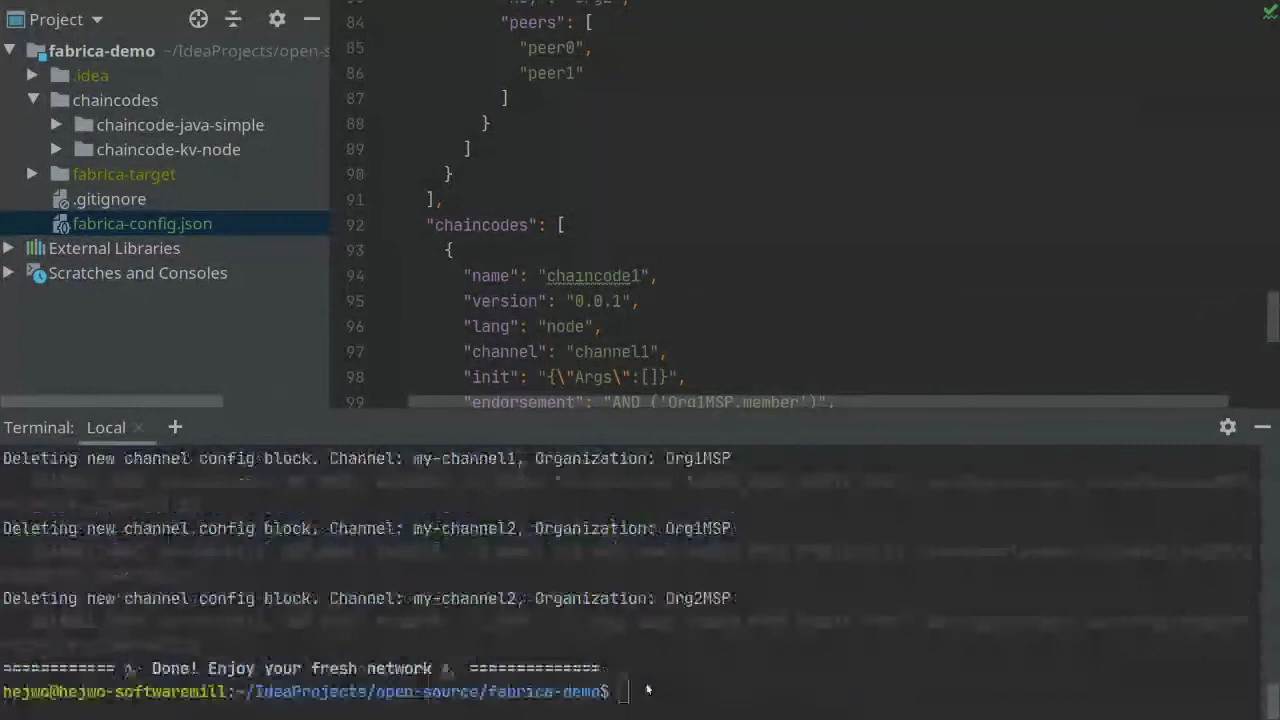 Project
fabrica-demo ~/IdeaProjects/open-s
.idea
chaincodes
chaincode-java-simple
chaincode-kv-node
fabrica-target
.gitignore
fabrica-config.json
External Libraries
Scratches and Consoles
84 "peers": [
85 "peer0",
86 "peer1"
87 ]
88 }
89 ]
90 }
91 ],
92 "chaincodes": [
93 {
94 "name": "chaincode1",
95 "version": "0.0.1",
96 "lang": "node",
97 "channel": "channel1",
98 "init": "{\"Args\":[]}",
99 "endorsement": "AND ('Org1MSP.member')",
Terminal: Local
Deleting new channel config block. Channel: my-channel1, Organization: Org1MSP
Deleting new channel config block. Channel: my-channel2, Organization: Org1MSP
Deleting new channel config block. Channel: my-channel2, Organization: Org2MSP
============ Done! Enjoy your fresh network ==============
hejwo@hejwo-softwaremill:~/IdeaProjects/open-source/fabrica-demo$